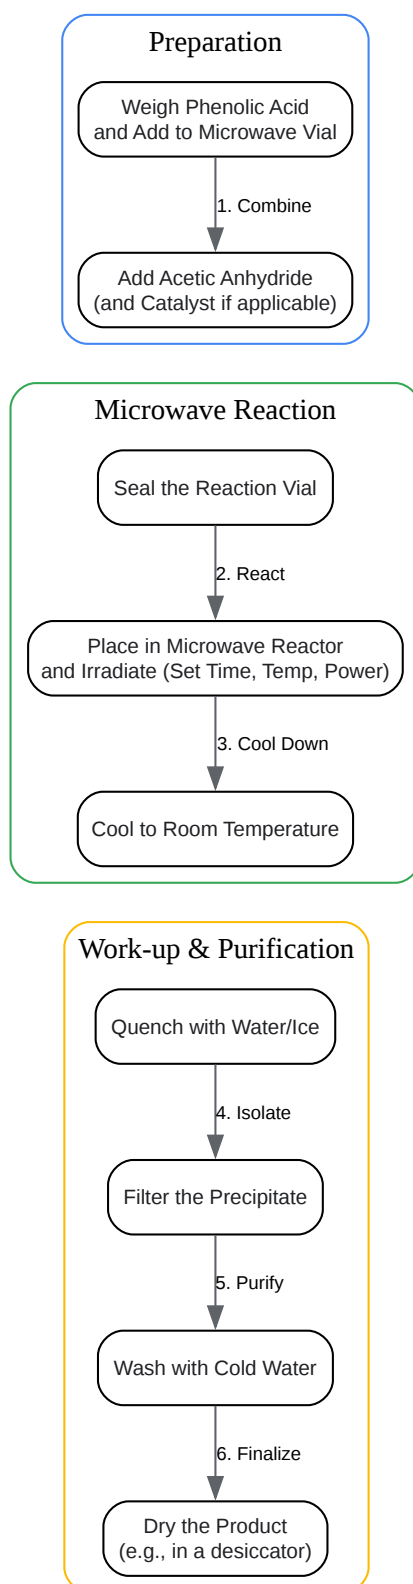 Preparation
Weigh Phenolic Acid
and Add to Microwave Vial
1. Combine
Add Acetic Anhydride
(and Catalyst if applicable)
Microwave Reaction
Seal the Reaction Vial
2. React
Place in Microwave Reactor
and Irradiate (Set Time, Temp, Power)
3. Cool Down
Cool to Room Temperature
Work-up & Purification
Quench with Water/Ice
4. Isolate
Filter the Precipitate
5. Purify
Wash with Cold Water
6. Finalize
Dry the Product
(e.g., in a desiccator)